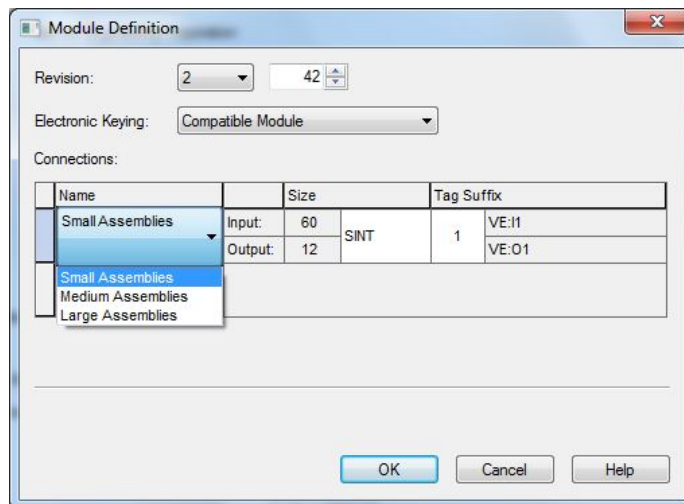 Module Definition
Revision: 2 42
Electronic Keying: Compatible Module
Connections:
Name Size Tag Suffix
Small Assemblies Input: 60 SINT 1 VE:I1
Output: 12 VE:O1
Small Assemblies
Medium Assemblies
Large Assemblies
OK Cancel Help